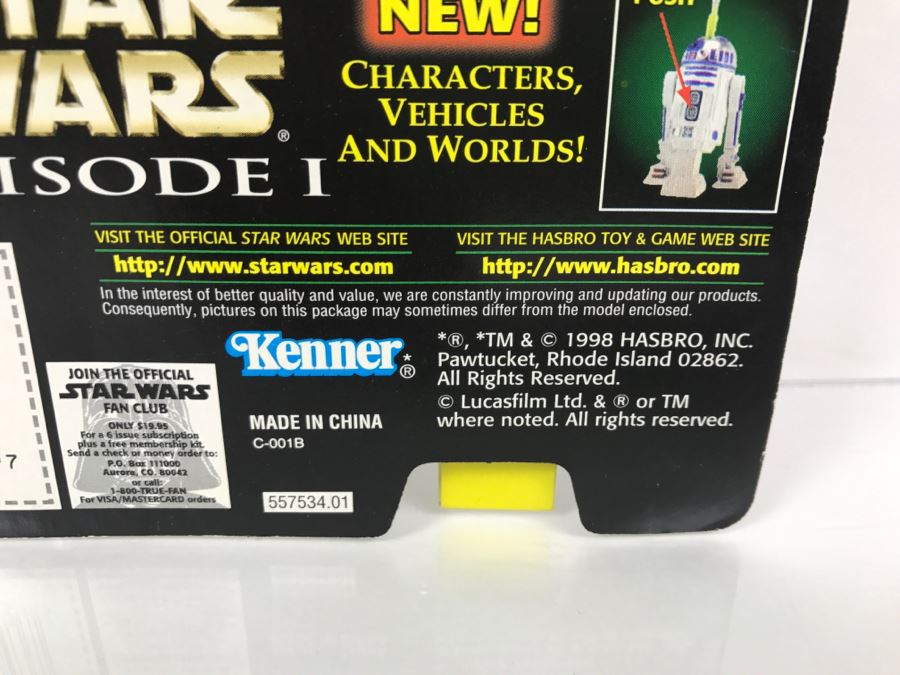 STAR
WARS®
EPISODE I
NEW!
CHARACTERS,
VEHICLES
AND WORLDS!
PUSH
VISIT THE OFFICIAL STAR WARS WEB SITE
http://www.starwars.com
VISIT THE HASBRO TOY & GAME WEB SITE
http://www.hasbro.com
In the interest of better quality and value, we are constantly improving and updating our products.
Consequently, pictures on this package may sometimes differ from the model enclosed.
Kenner*®
*®, *TM & © 1998 HASBRO, INC.
Pawtucket, Rhode Island 02862.
All Rights Reserved.
© Lucasfilm Ltd. & ® or TM
where noted. All rights reserved.
MADE IN CHINA
C-001B
557534.01
JOIN THE OFFICIAL
STAR WARS
FAN CLUB
ONLY $19.95
For a 6 issue subscription
plus a free membership kit.
Send a check or money order to:
P.O. Box 111000
Aurora, CO. 80042
or call:
1-800-TRUE-FAN
For VISA/MASTERCARD orders
7